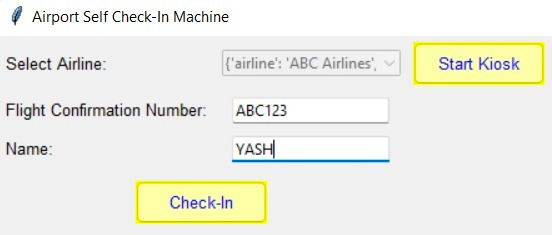 Airport Self Check-In Machine
Select Airline: {'airline': 'ABC Airlines', Start Kiosk
Flight Confirmation Number: ABC123
Name: YASH
Check-In